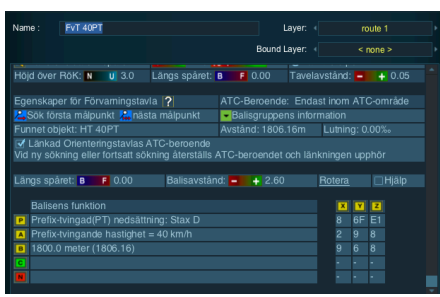 Name : FvT 40PT Layer: route 1
Bound Layer: < none >
Höjd över RöK: N U 3.0 Längs spåret: B F 0.00 Tavelavstånd: - + 0.05
Egenskaper för Förvarningstavla ? ATC-Beroende: Endast inom ATC-område
Sök första målpunkt nästa målpunkt Balisgruppens information
Funnet objekt: HT 40PT Avstånd: 1806.16m Lutning: 0.00‰
Länkad Orienteringstavlas ATC-beroende
Vid ny sökning eller fortsatt sökning återställs ATC-beroendet och länkningen upphör
Längs spåret: B F 0.00 Balisavstånd: - + 2.60 Rotera Hjälp
Balisens funktion X Y Z
P Prefix-tvingad(PT) nedsättning: Stax D 8 6F E1
A Prefix-tvingande hastighet = 40 km/h 2 9 8
B 1800.0 meter (1806.16) 9 6 8
C - - -
N - - -